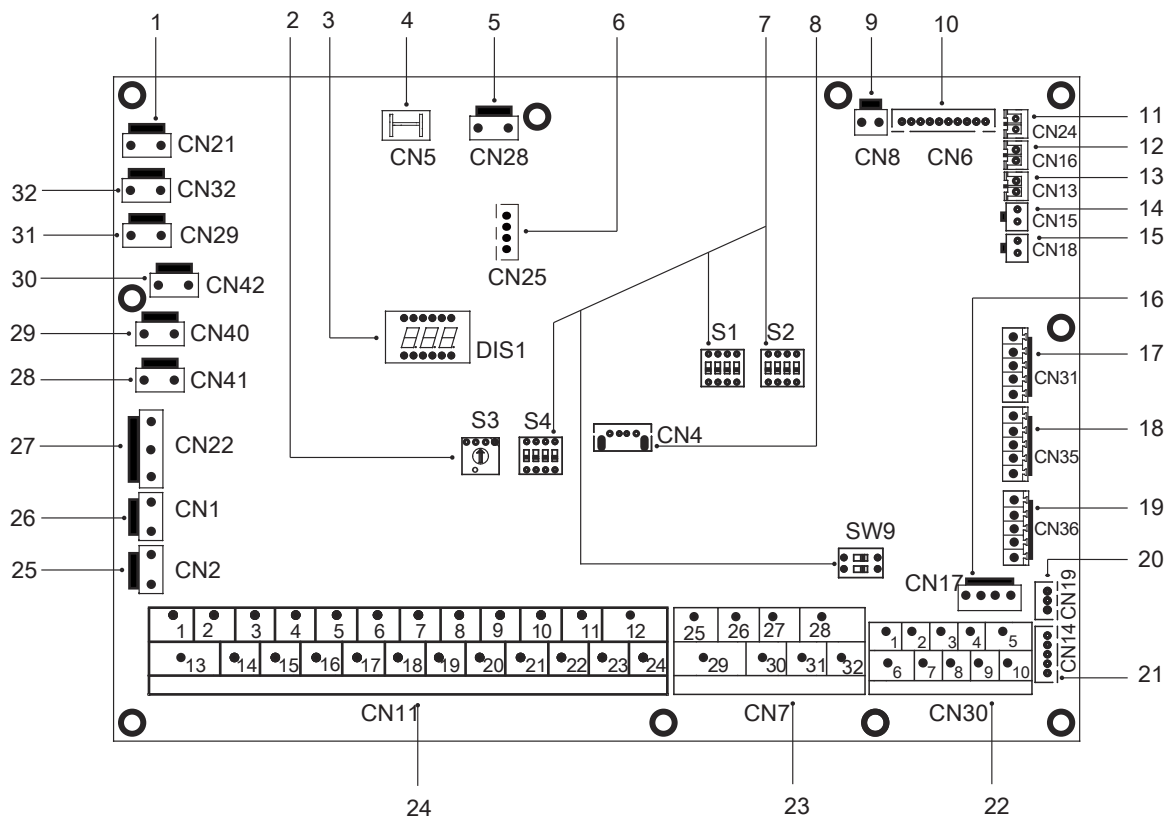 1 2 3 4 5 6 7 8 9 10
CN21 CN5 CN28 CN8 CN6 CN24 11
CN16 12
32 CN32 CN13 13
CN15 14
31 CN29 CN18 15
CN25
30 CN42 16
29 CN40 DIS1 S1 S2 17
28 CN41 CN31
S3 S4 CN4 18
27 CN22 CN35
26 CN1 19
CN36
SW9 20
25 CN2 CN17 CN19
1 2 3 4 5 6 7 8 9 10 11 12 25 26 27 28 1 2 3 4 5
13 14 15 16 17 18 19 20 21 22 23 24 29 30 31 32 6 7 8 9 10 CN14
21
CN11 CN7 CN30
24 23 22